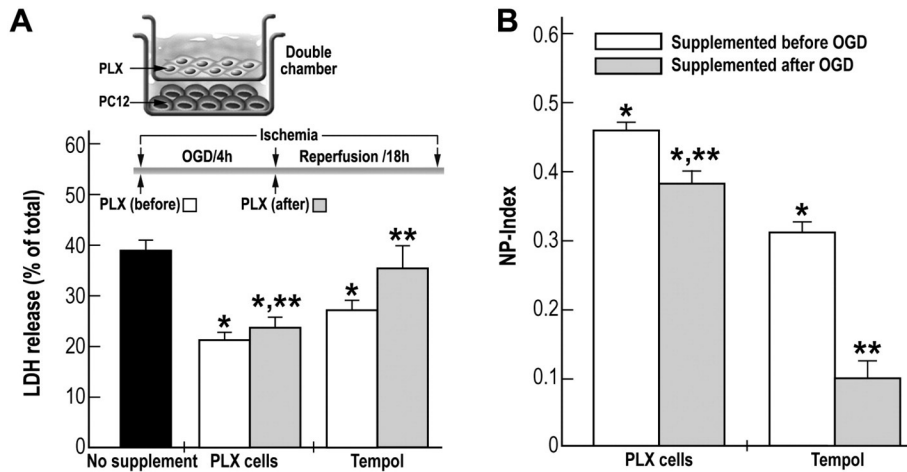 A
Double
chamber
PLX
PC12
Ischemia
OGD/4h
Reperfusion /18h
PLX (before)
PLX (after)
LDH release (% of total)
60
50
40
30
20
10
0
*
*,**
*
**
No supplement
PLX cells
Tempol
B
Supplemented before OGD
Supplemented after OGD
NP-Index
0.6
0.5
0.4
0.3
0.1
0
*
*,**
*
**
PLX cells
Tempol